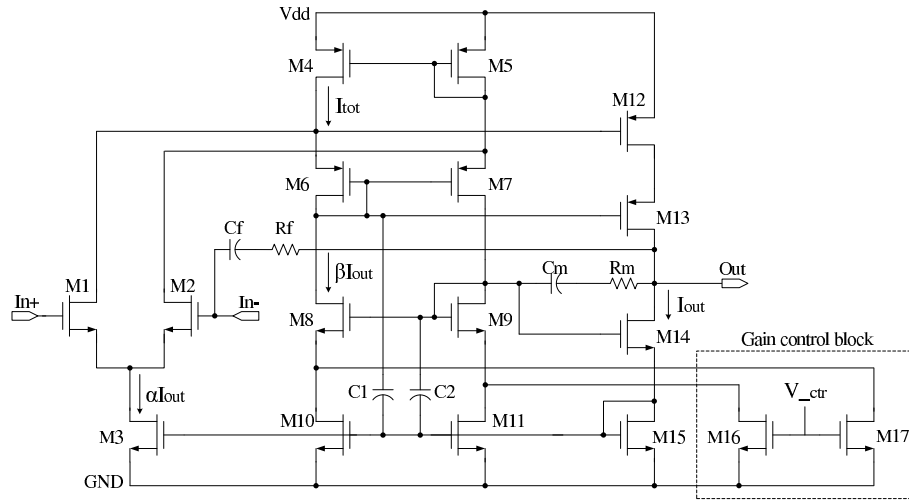 Vdd
M4
M5
Itot
M12
M6
M7
M13
Cf
Rf
M1
M2
In+
In-
βIout
Cm
Rm
Out
Iout
M8
M9
M14
Gain control block
αIout
C1
C2
V_ctr
M3
M10
M11
M15
M16
M17
GND